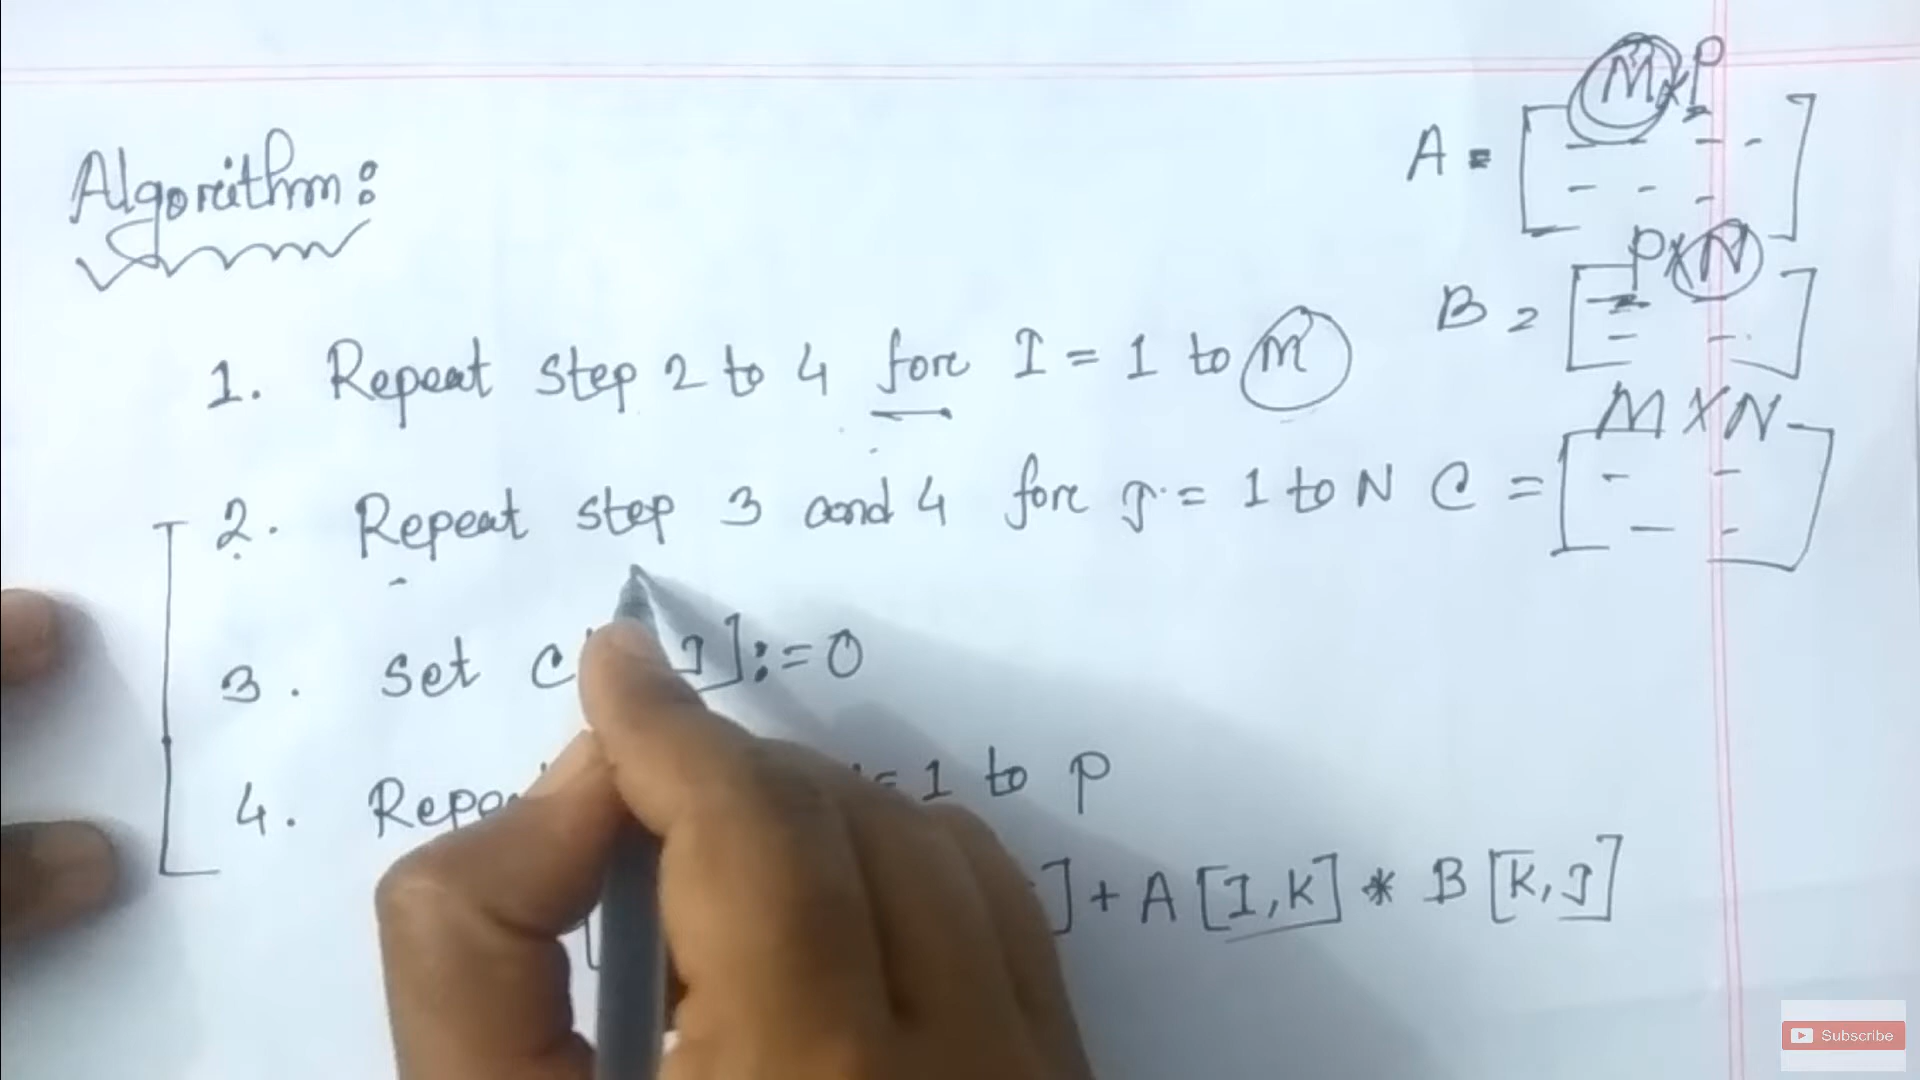 Algorithm:
M x P
A =
P x N
B =
1. Repeat step 2 to 4 for I = 1 to M
M X N
2. Repeat step 3 and 4 for J = 1 to N C =
3. set C J] := 0
4. = 1 to P
] + A [I, K] * B [K, J]
Subscribe